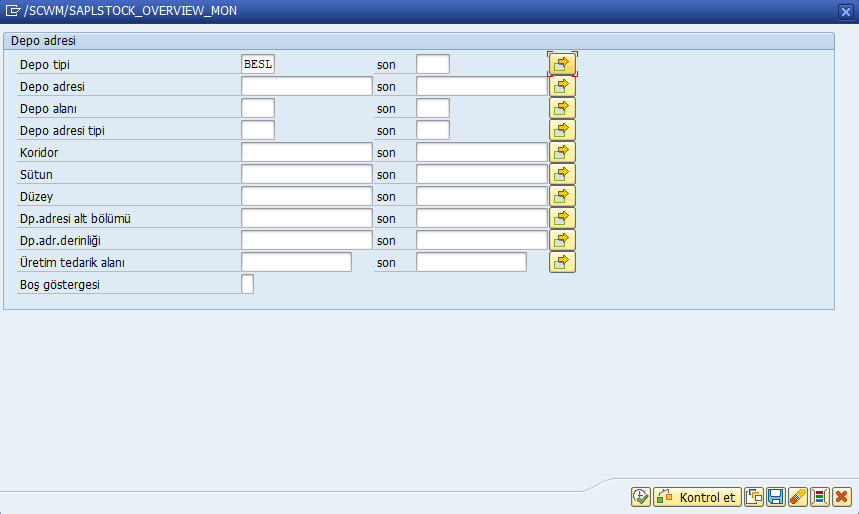 /SCWM/SAPLSTOCK_OVERVIEW_MON
Depo adresi
Depo tipi BESL son
Depo adresi son
Depo alanı son
Depo adresi tipi son
Koridor son
Sütun son
Düzey son
Dp.adresi alt bölümü son
Dp.adr.derinliği son
Üretim tedarik alanı son
Boş göstergesi
Kontrol et